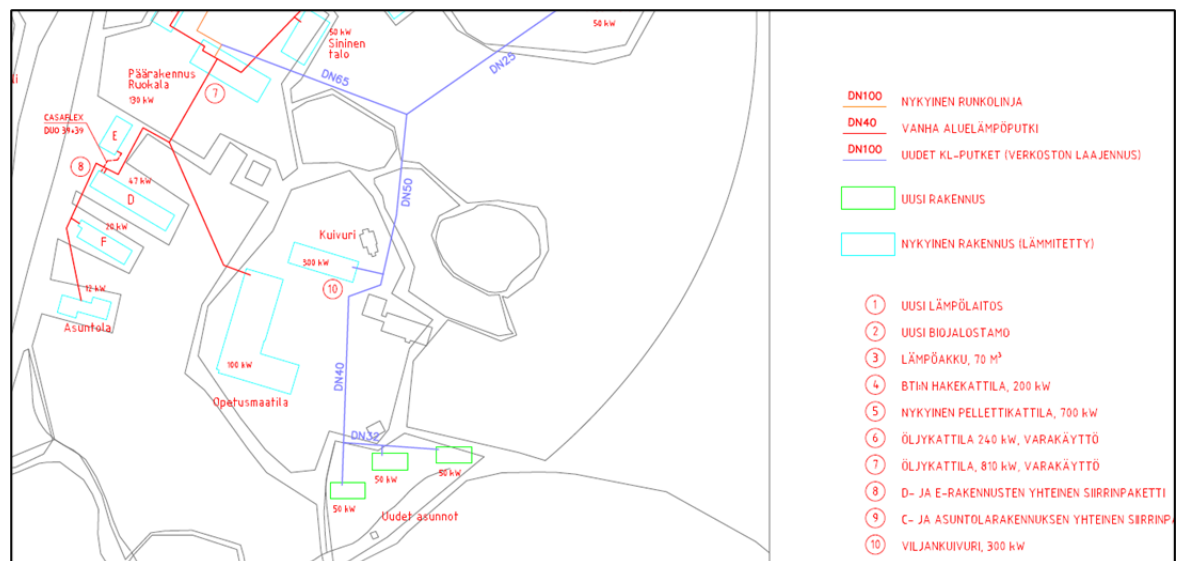 50 kW
Sininen
talo
50 kW
DN65
DN25
Päärakennus
Ruokala
130 kW
7
CASAFLEX
DUO 39+39
E
8
47 kW
D
20 kW
F
12 kW
Asuntola
DN50
Kuivuri
500 kW
10
100 kW
Opetusmaatila
DN40
DN32
50 kW
50 kW
50 kW
Uudet asunnot
DN100 NYKYINEN RUNKOLINJA
DN40 VANHA ALUELÄMPÖPUTKI
DN100 UUDET KL-PUTKET (VERKOSTON LAAJENNUS)
UUSI RAKENNUS
NYKYINEN RAKENNUS (LÄMMITETTY)
1 UUSI LÄMPÖLAITOS
2 UUSI BIOJALOSTAMO
3 LÄMPÖAKKU, 70 M³
4 BTI:N HAKEKATTILA, 200 kW
5 NYKYINEN PELLETTIKATTILA, 700 kW
6 ÖLJYKATTILA 240 kW, VARAKÄYTTÖ
7 ÖLJYKATTILA, 810 kW, VARAKÄYTTÖ
8 D- JA E-RAKENNUSTEN YHTEINEN SIIRRINPAKETTI
9 C- JA ASUNTOLARAKENNUKSEN YHTEINEN SIIRRINPA
10 VILJANKUIVURI, 300 kW